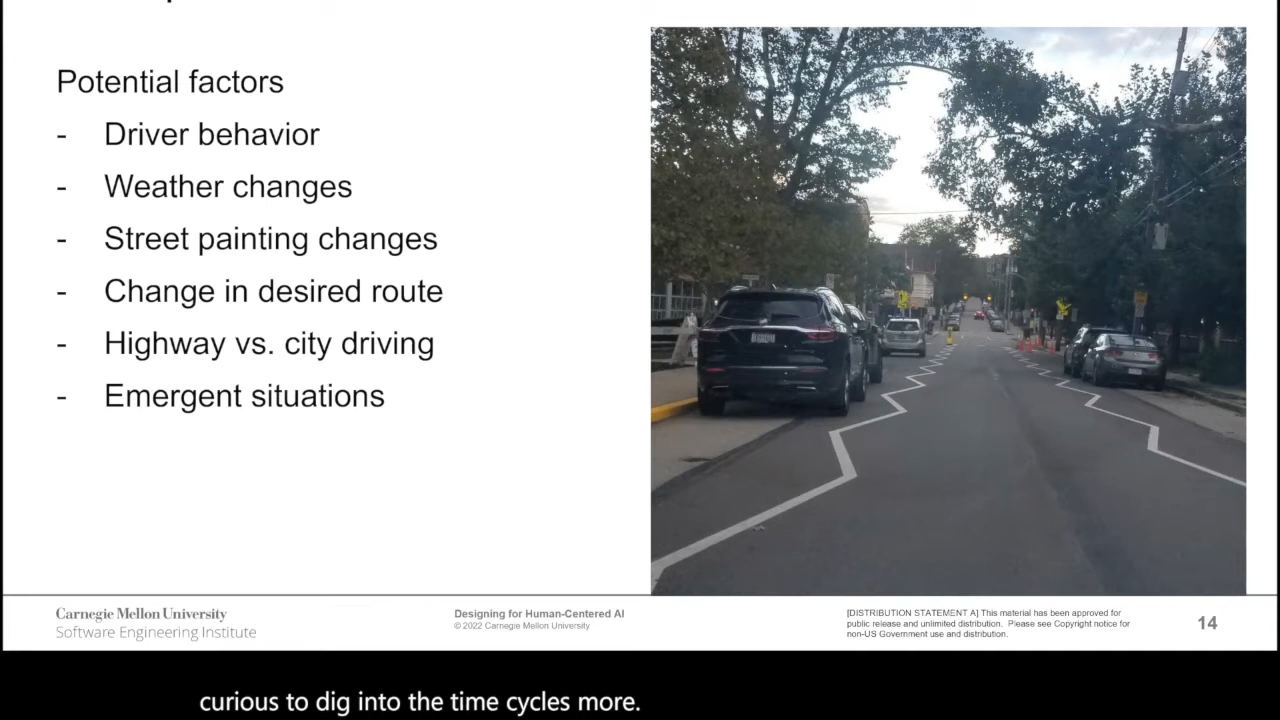 Potential factors
- Driver behavior
- Weather changes
- Street painting changes
- Change in desired route
- Highway vs. city driving
- Emergent situations
Carnegie Mellon University
Software Engineering Institute
Designing for Human-Centered AI
© 2022 Carnegie Mellon University
[DISTRIBUTION STATEMENT A] This material has been approved for
public release and unlimited distribution. Please see Copyright notice for
non-US Government use and distribution.
14
curious to dig into the time cycles more.